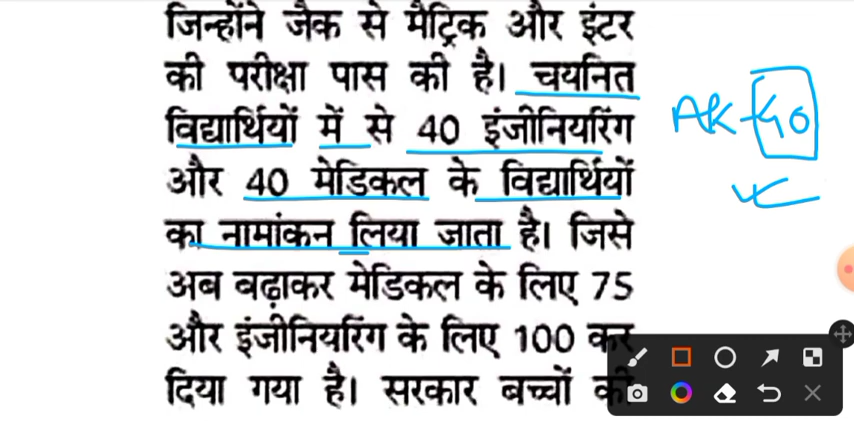 जिन्होंने जैक से मैट्रिक और इंटर
की परीक्षा पास की है। चयनित
विद्यार्थियों में से 40 इंजीनियरिंग
और 40 मेडिकल के विद्यार्थियों
का नामांकन लिया जाता है। जिसे
अब बढ़ाकर मेडिकल के लिए 75
और इंजीनियरिंग के लिए 100 कर
दिया गया है। सरकार बच्चों की
AK-40